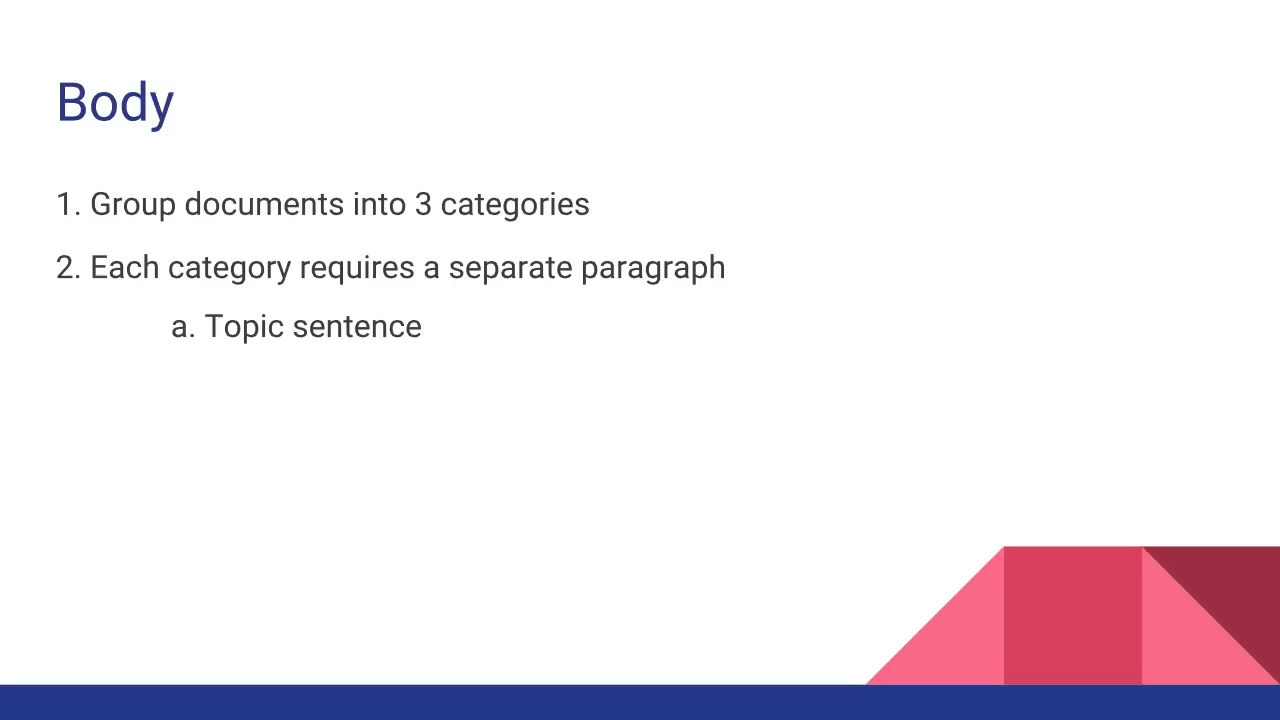 Body
1. Group documents into 3 categories
2. Each category requires a separate paragraph
a. Topic sentence